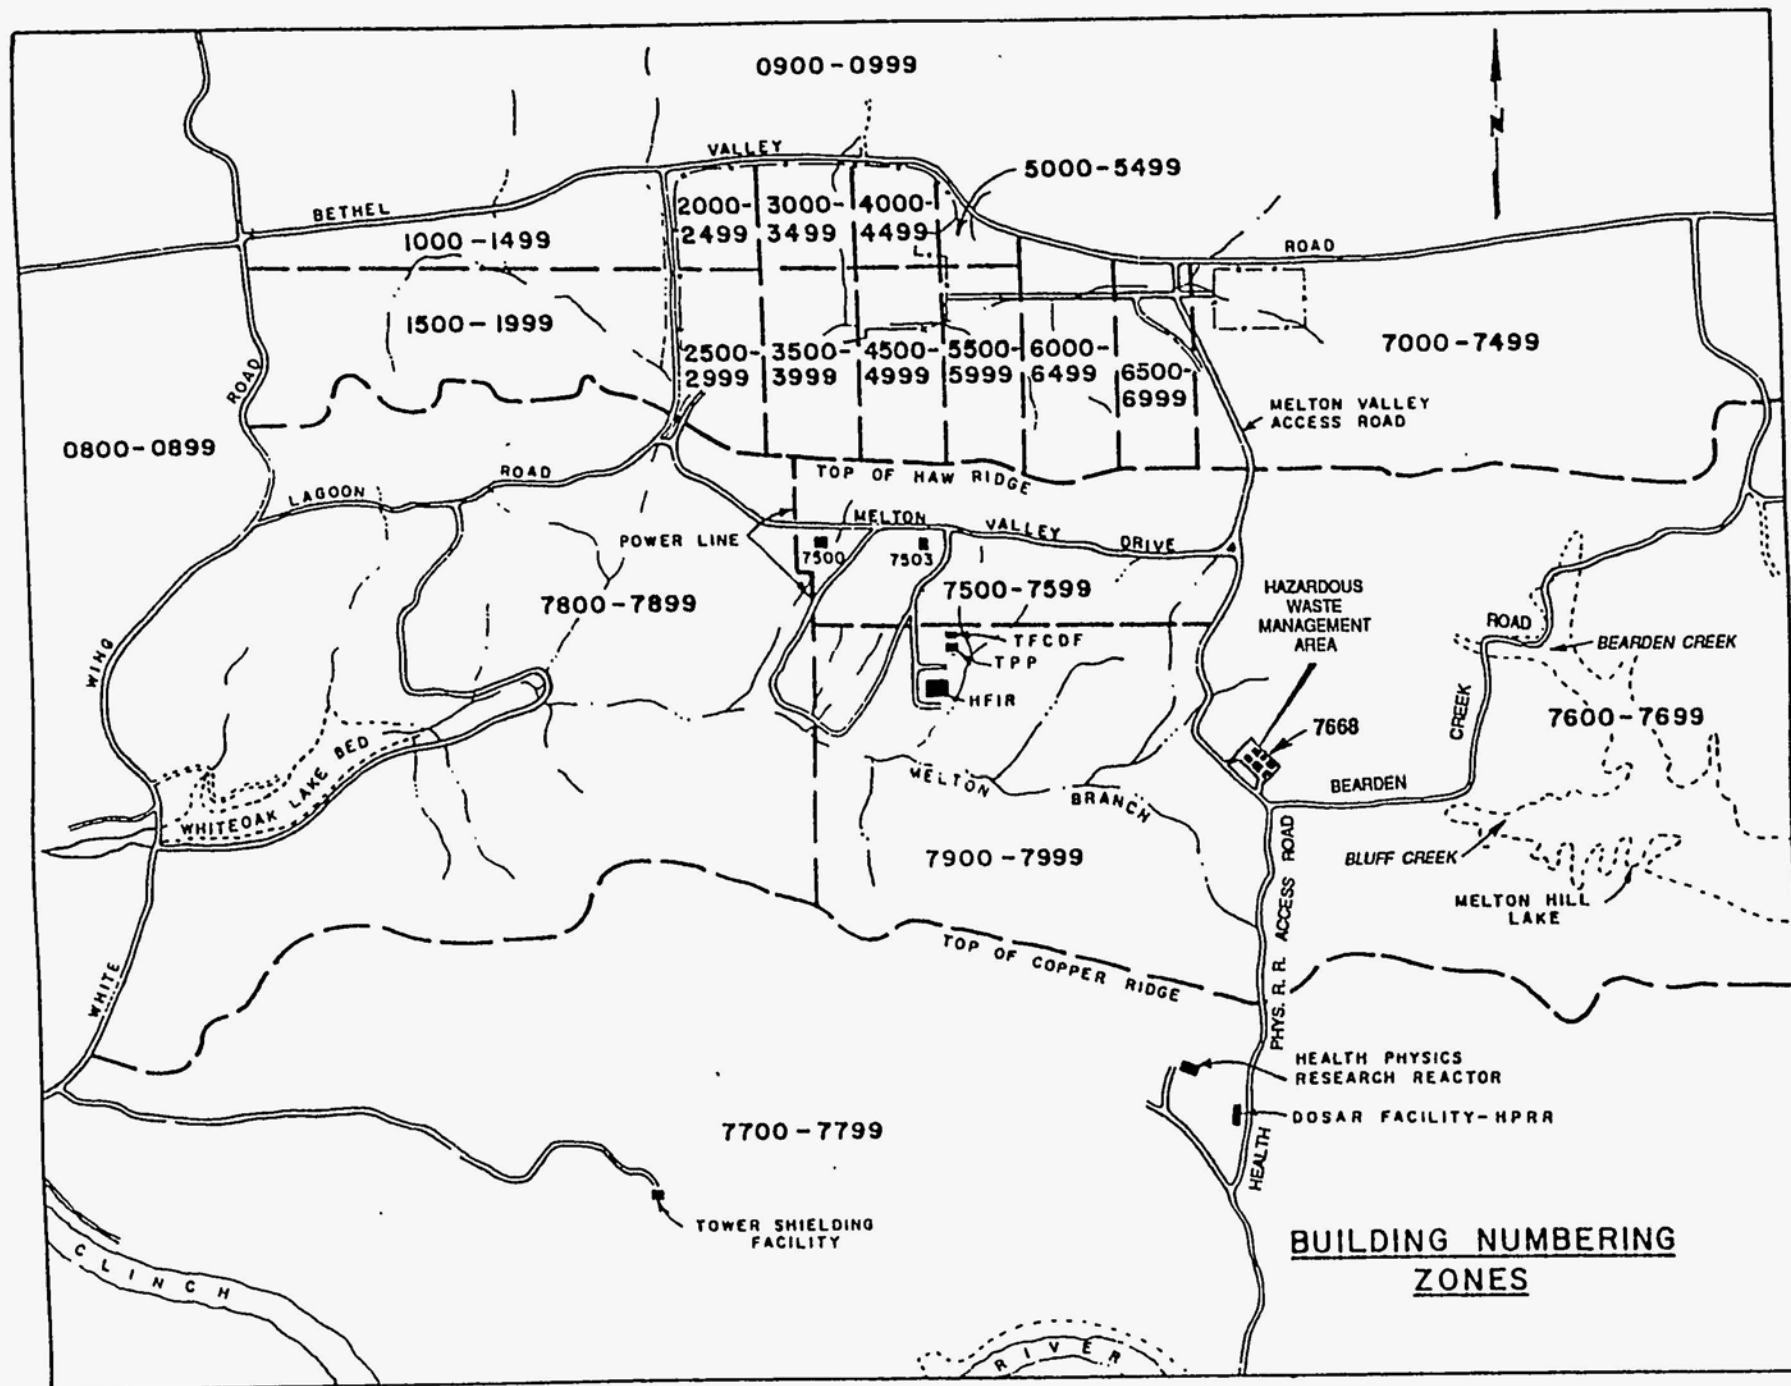 0900-0999
N
VALLEY
5000-5499
BETHEL
2000-
2499
3000-
3499
4000-
4499
1000-1499
ROAD
L.
1500-1999
7000-7499
2500-
2999
3500-
3999
4500-
4999
5500-
5999
6000-
6499
6500-
6999
ROAD
MELTON VALLEY
ACCESS ROAD
0800-0899
TOP OF HAW RIDGE
ROAD
LAGOON
MELTON
VALLEY
DRIVE
POWER LINE
7500
7503
7500-7599
7800-7899
HAZARDOUS
WASTE
MANAGEMENT
AREA
ROAD
BEARDEN CREEK
TFCDF
TPP
WING
HFIR
CREEK
7600-7699
7668
MELTON
BRANCH
BEARDEN
WHITEOAK LAKE BED
7900-7999
BLUFF CREEK
MELTON HILL
LAKE
TOP OF COPPER RIDGE
WHITE
HEALTH PHYS. R. R. ACCESS ROAD
HEALTH PHYSICS
RESEARCH REACTOR
DOSAR FACILITY-HPRR
7700-7799
TOWER SHIELDING
FACILITY
CLINCH
RIVER
BUILDING NUMBERING
ZONES